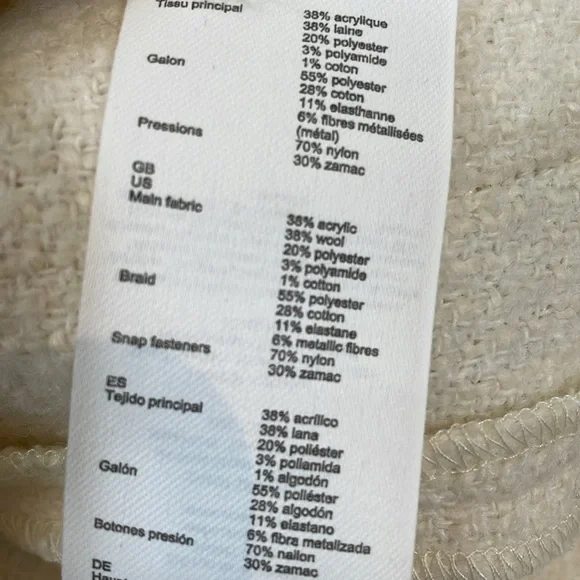 Tissu principal 38% acrylique
38% laine
20% polyester
3% polyamide
1% coton
Galon 55% polyester
28% coton
11% elasthanne
6% fibres métallisées
(métal)
Pressions 70% nylon
30% zamac
GB
US
Main fabric 38% acrylic
38% wool
20% polyester
3% polyamide
1% cotton
Braid 55% polyester
28% cotton
11% elastane
6% metallic fibres
Snap fasteners 70% nylon
30% zamac
ES
Tejido principal 38% acrílico
38% lana
20% poliéster
3% poliamida
1% algodón
Galón 55% poliéster
28% algodón
11% elastano
6% fibra metalizada
Botones presión 70% nailon
30% zamac
DE